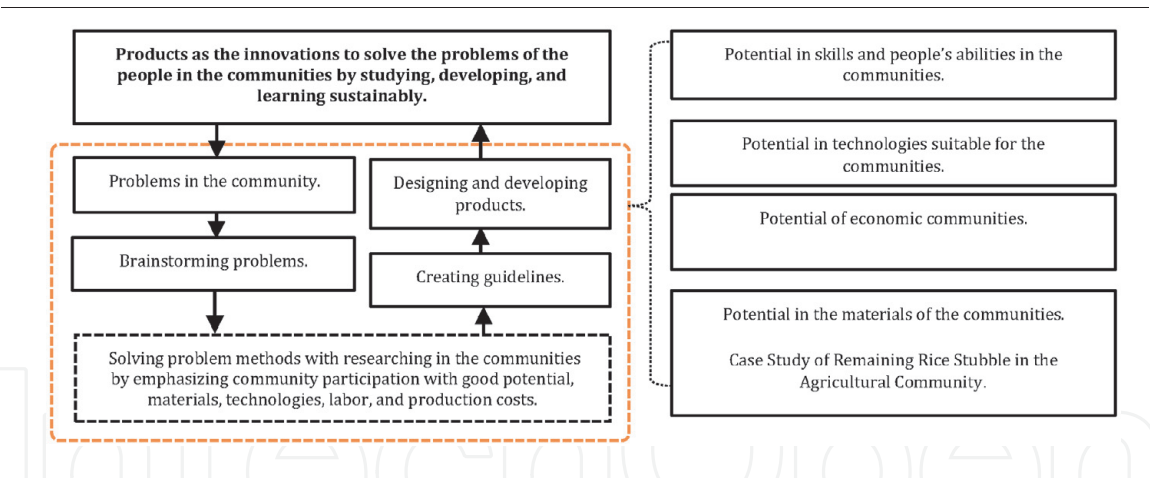 Products as the innovations to solve the problems of the
people in the communities by studying, developing, and
learning sustainably.
Problems in the community.
Brainstorming problems.
Solving problem methods with researching in the communities
by emphasizing community participation with good potential,
materials, technologies, labor, and production costs.
Creating guidelines.
Designing and developing
products.
Potential in skills and people’s abilities in the
communities.
Potential in technologies suitable for the
communities.
Potential of economic communities.
Potential in the materials of the communities.
Case Study of Remaining Rice Stubble in the
Agricultural Community.